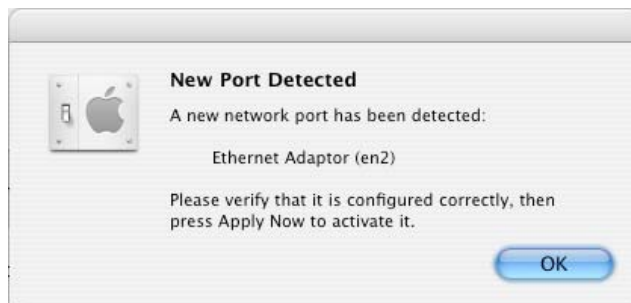 New Port Detected
A new network port has been detected:
Ethernet Adaptor (en2)
Please verify that it is configured correctly, then
press Apply Now to activate it.
OK